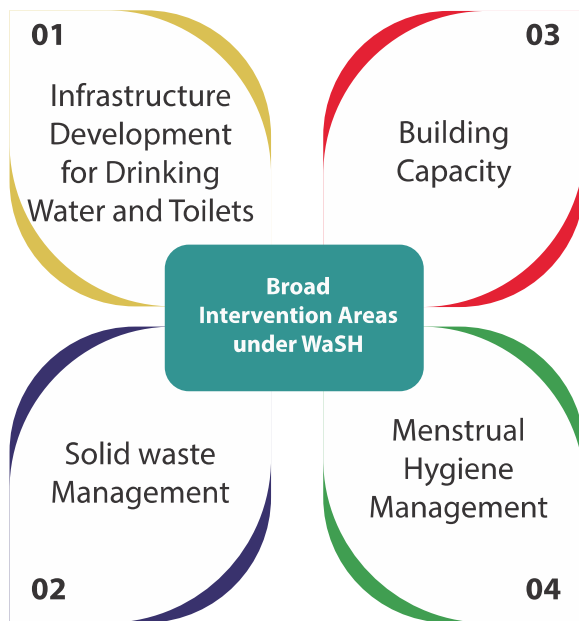 01
Infrastructure
Development
for Drinking
Water and Toilets
03
Building
Capacity
Broad
Intervention Areas
under WaSH
Solid waste
Management
02
Menstrual
Hygiene
Management
04